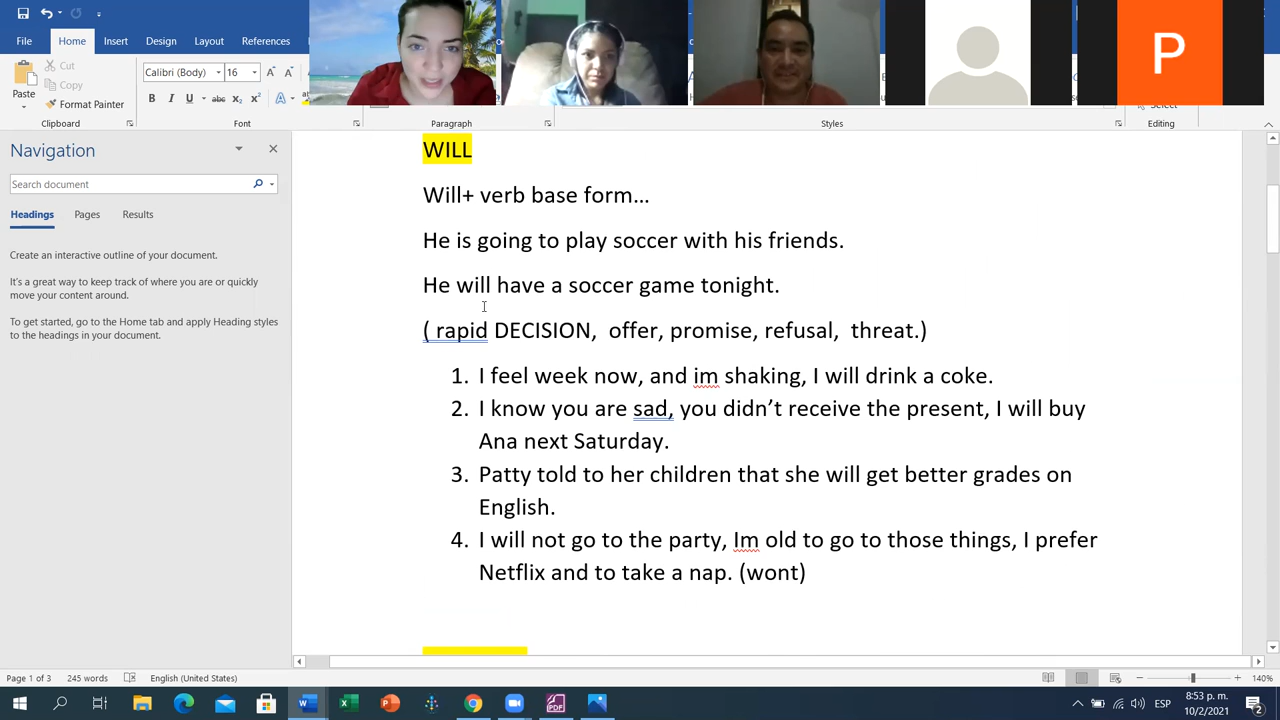 File Home Insert Design Layout References
Cut
Copy
Paste
Format Painter
Calibri (Body) 16
Clipboard Font Paragraph Styles Editing
P
Navigation
Search document
Headings Pages Results
Create an interactive outline of your document.
It's a great way to keep track of where you are or quickly
move your content around.
To get started, go to the Home tab and apply Heading styles
to the headings in your document.
WILL
Will+ verb base form...
He is going to play soccer with his friends.
He will have a soccer game tonight.
( rapid DECISION, offer, promise, refusal, threat.)
1. I feel week now, and im shaking, I will drink a coke.
2. I know you are sad, you didn’t receive the present, I will buy
Ana next Saturday.
3. Patty told to her children that she will get better grades on
English.
4. I will not go to the party, Im old to go to those things, I prefer
Netflix and to take a nap. (wont)
Page 1 of 3 245 words English (United States) 140%
ESP 8:53 p. m.
10/2/2021 2